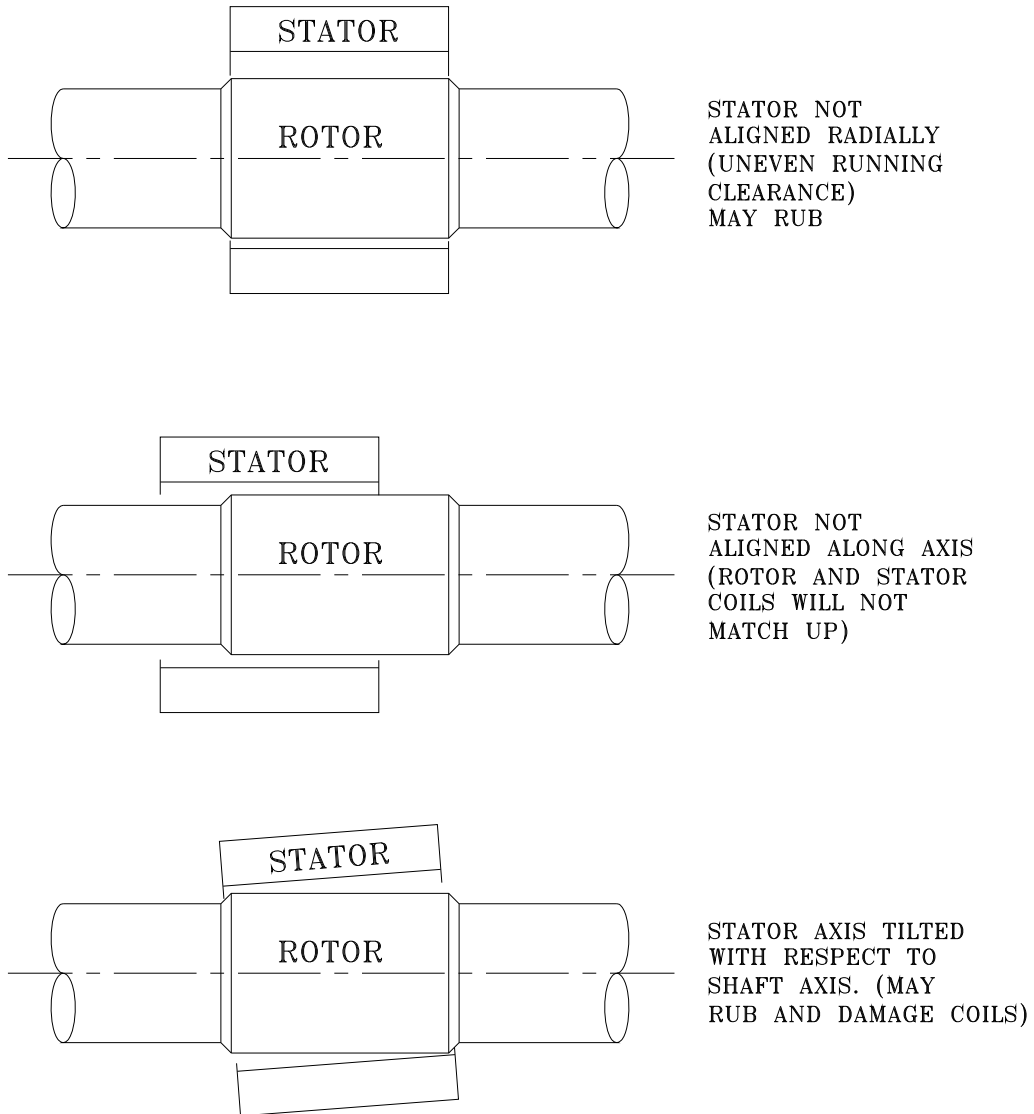 STATOR
ROTOR
STATOR NOT
ALIGNED RADIALLY
(UNEVEN RUNNING
CLEARANCE)
MAY RUB
STATOR
ROTOR
STATOR NOT
ALIGNED ALONG AXIS
(ROTOR AND STATOR
COILS WILL NOT
MATCH UP)
STATOR
ROTOR
STATOR AXIS TILTED
WITH RESPECT TO
SHAFT AXIS. (MAY
RUB AND DAMAGE COILS)